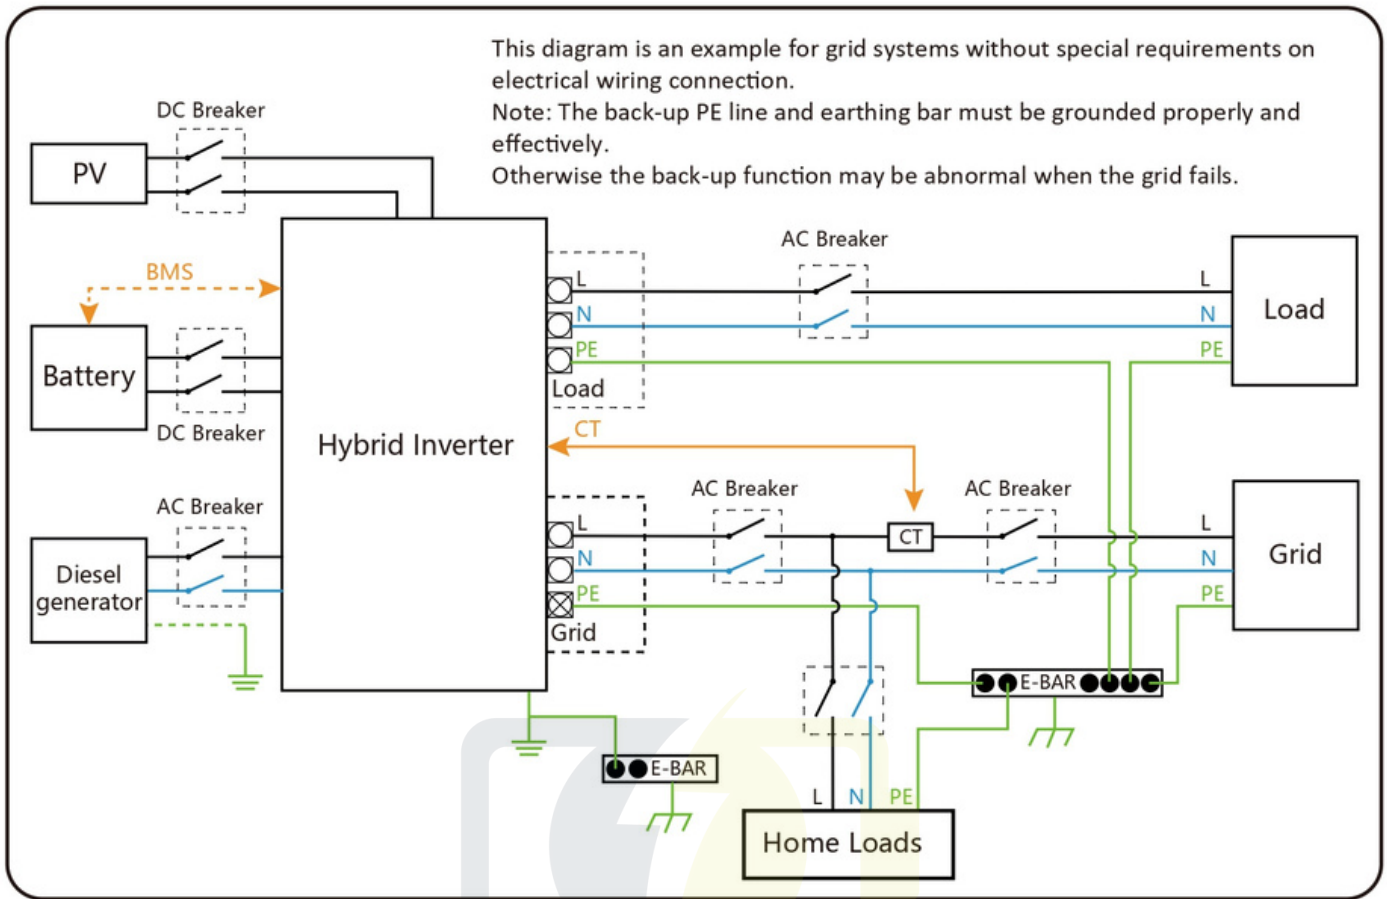 This diagram is an example for grid systems without special requirements on
electrical wiring connection.
Note: The back-up PE line and earthing bar must be grounded properly and
effectively.
Otherwise the back-up function may be abnormal when the grid fails.
DC Breaker
PV
BMS
Battery
DC Breaker
AC Breaker
Diesel
generator
Hybrid Inverter
L
N
PE
Load
AC Breaker
L
N
PE
Load
CT
AC Breaker
AC Breaker
L
N
PE
Grid
CT
L
N
PE
Grid
E-BAR
E-BAR
L N PE
Home Loads